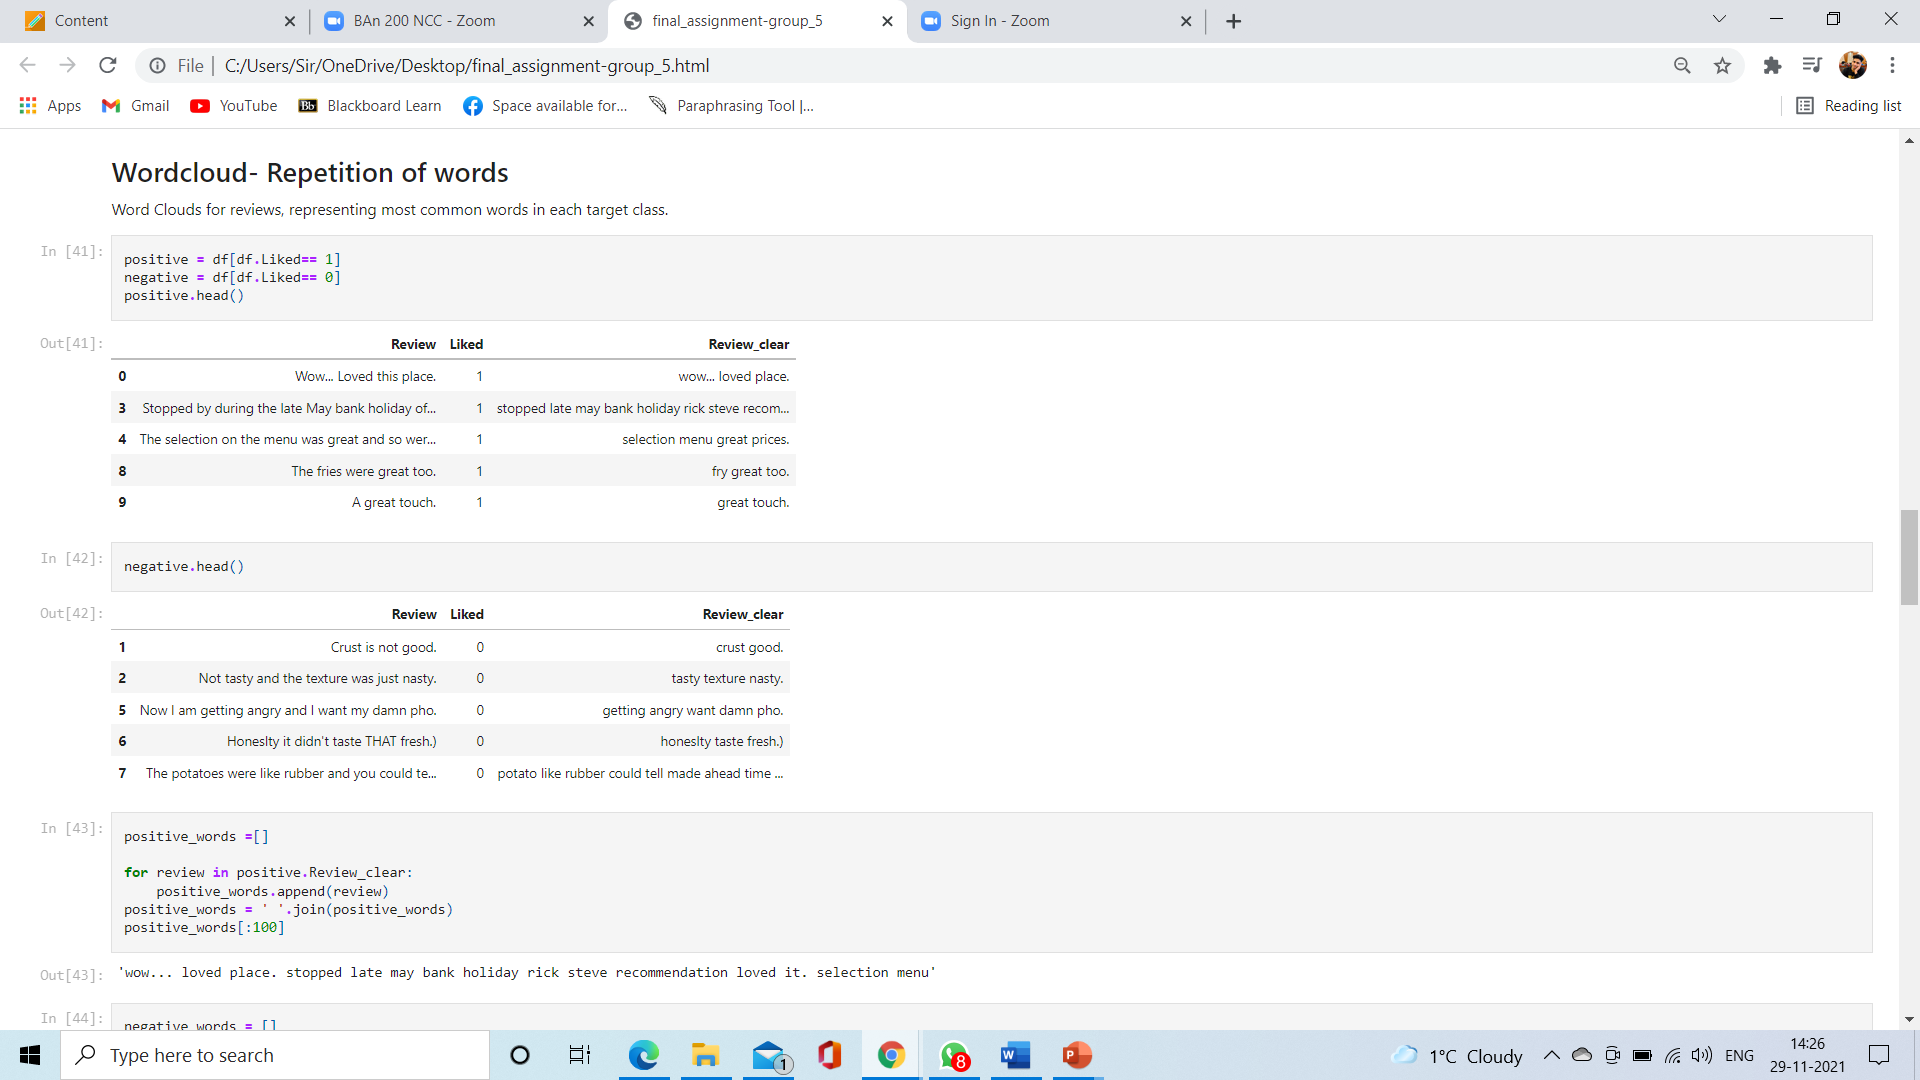 Content
BAn 200 NCC - Zoom
final_assignment-group_5
Sign In - Zoom
File | C:/Users/Sir/OneDrive/Desktop/final_assignment-group_5.html
Apps Gmail YouTube Bb Blackboard Learn Space available for... Paraphrasing Tool |... Reading list
Wordcloud- Repetition of words
Word Clouds for reviews, representing most common words in each target class.
In [41]:
positive = df[df.Liked== 1]
negative = df[df.Liked== 0]
positive.head()
Out[41]:
Review Liked Review_clear
0 Wow... Loved this place. 1 wow... loved place.
3 Stopped by during the late May bank holiday of... 1 stopped late may bank holiday rick steve recom...
4 The selection on the menu was great and so wer... 1 selection menu great prices.
8 The fries were great too. 1 fry great too.
9 A great touch. 1 great touch.
In [42]:
negative.head()
Out[42]:
Review Liked Review_clear
1 Crust is not good. 0 crust good.
2 Not tasty and the texture was just nasty. 0 tasty texture nasty.
5 Now I am getting angry and I want my damn pho. 0 getting angry want damn pho.
6 Honeslty it didn't taste THAT fresh.) 0 honeslty taste fresh.)
7 The potatoes were like rubber and you could te... 0 potato like rubber could tell made ahead time ...
In [43]:
positive_words =[]
for review in positive.Review_clear:
positive_words.append(review)
positive_words = ' '.join(positive_words)
positive_words[:100]
Out[43]:
'wow... loved place. stopped late may bank holiday rick steve recommendation loved it. selection menu'
In [44]:
negative_words = []
Type here to search
1
W
8
P
1°C Cloudy
ENG
14:26
29-11-2021